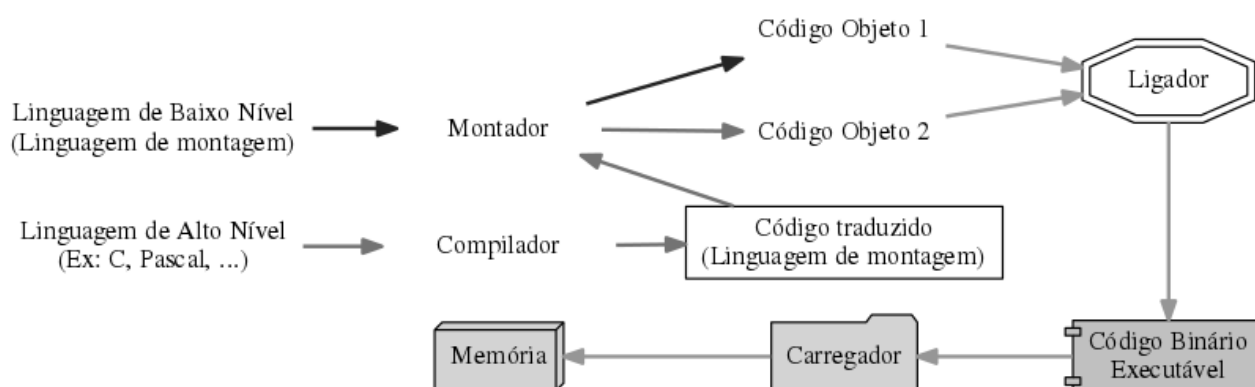 Código Objeto 1
Ligador
Linguagem de Baixo Nível
(Linguagem de montagem)
Montador
Código Objeto 2
Linguagem de Alto Nível
(Ex: C, Pascal, ...)
Compilador
Código traduzido
(Linguagem de montagem)
Memória
Carregador
Código Binário
Executável